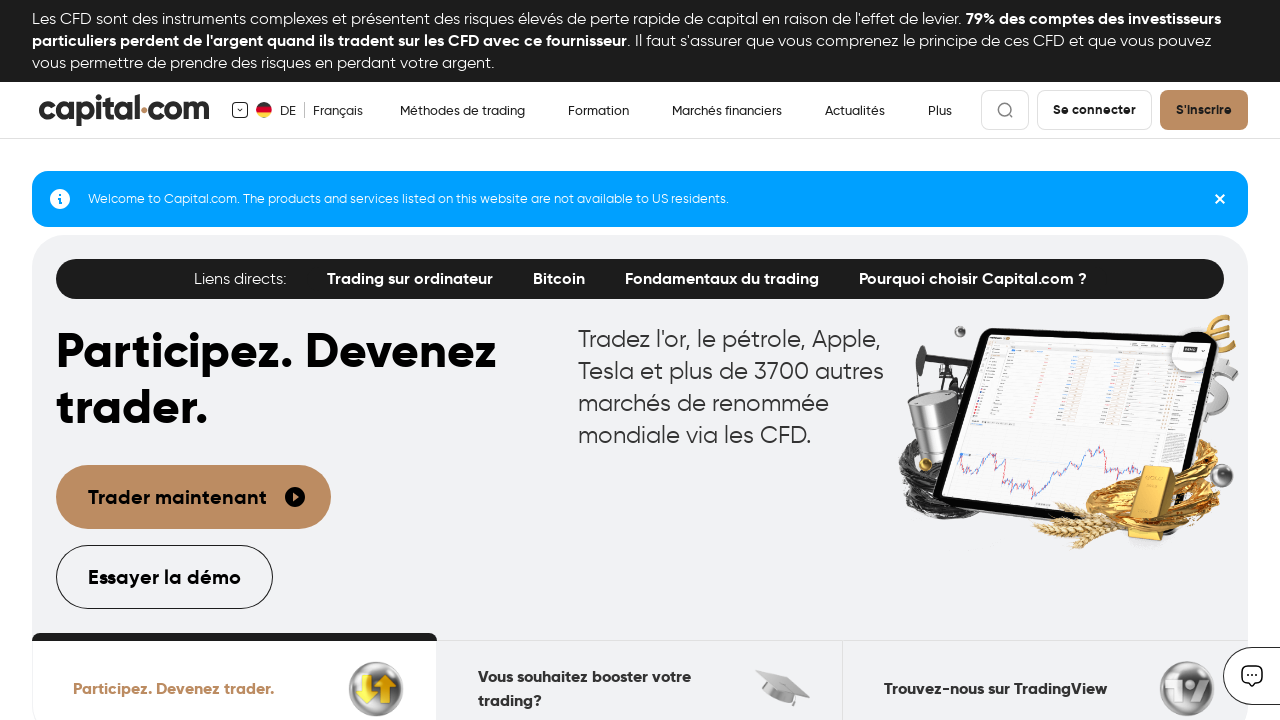 Les CFD sont des instruments complexes et présentent des risques élevés de perte rapide de capital en raison de l'effet de levier. 79% des comptes des investisseurs
particuliers perdent de l'argent quand ils tradent sur les CFD avec ce fournisseur. Il faut s'assurer que vous comprenez le principe de ces CFD et que vous pouvez
vous permettre de prendre des risques en perdant votre argent.
capital.com DE Français Méthodes de trading Formation Marchés financiers Actualités Plus Se connecter S'inscrire
Welcome to Capital.com. The products and services listed on this website are not available to US residents.
Liens directs: Trading sur ordinateur Bitcoin Fondamentaux du trading Pourquoi choisir Capital.com ?
Participez. Devenez
trader.
Tradez l'or, le pétrole, Apple,
Tesla et plus de 3700 autres
marchés de renommée
mondiale via les CFD.
Trader maintenant
Essayer la démo
Participez. Devenez trader.
Vous souhaitez booster votre
trading?
Trouvez-nous sur TradingView